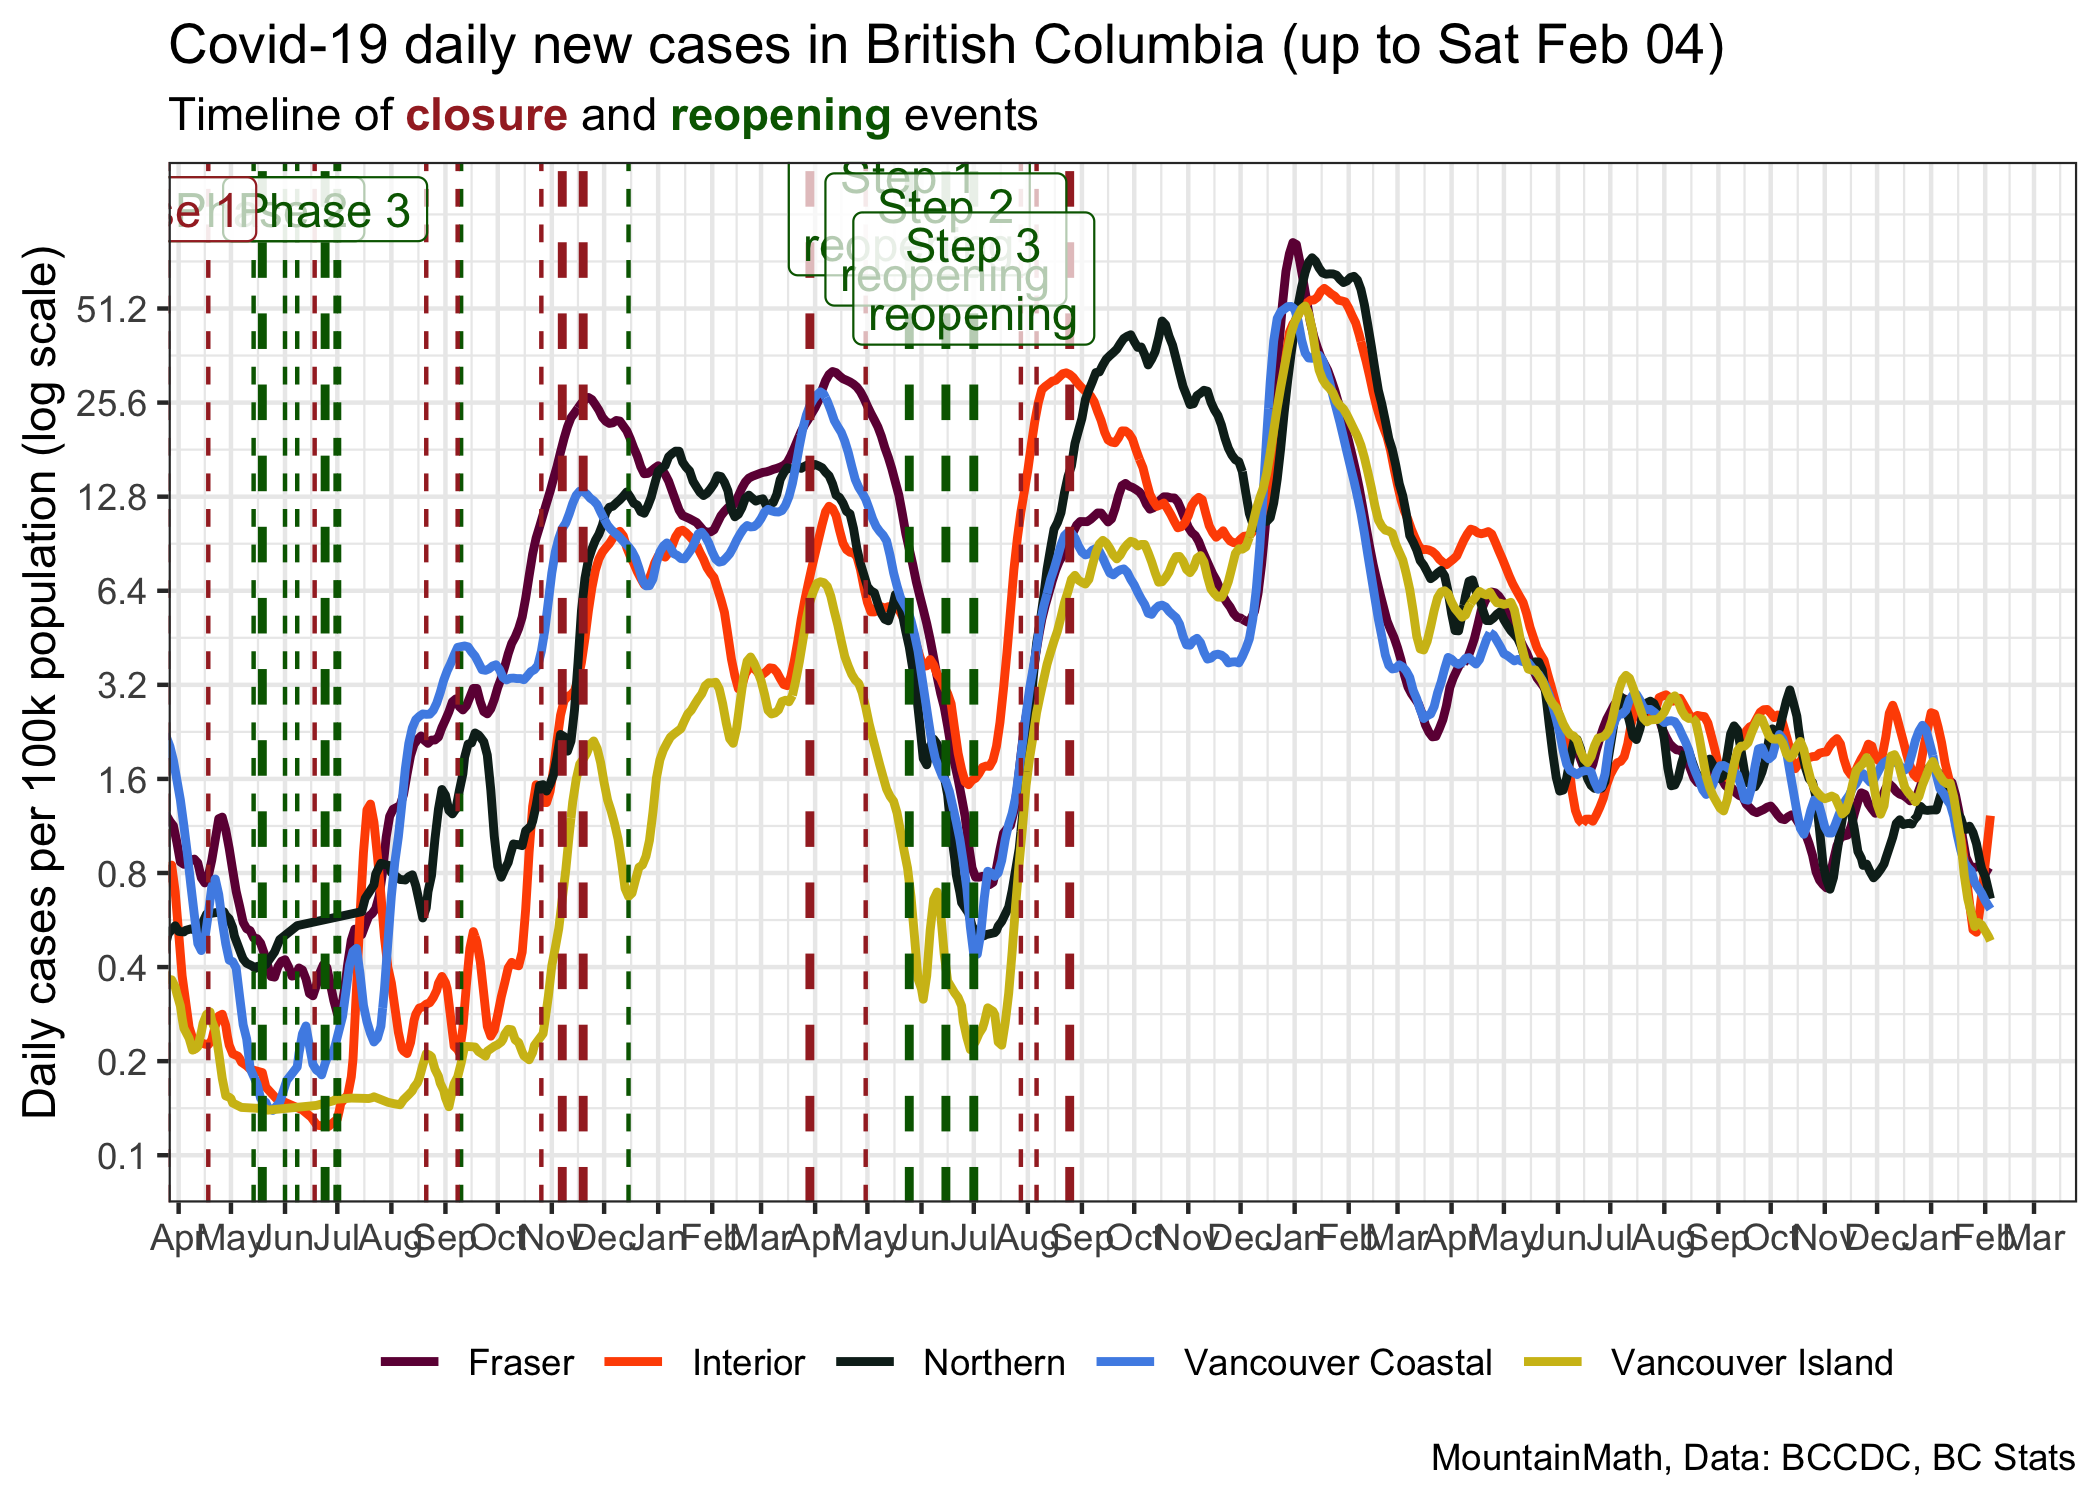 Covid-19 daily new cases in British Columbia (up to Sat Feb 04)
Timeline of closure and reopening events
Daily cases per 100k population (log scale)
se 1
Phase 3
Step 1
reopening
Step 2
reopening
Step 3
reopening
51.2
25.6
12.8
6.4
3.2
1.6
0.8
0.4
0.2
0.1
Apr May Jun Jul Aug Sep Oct Nov Dec Jan Feb Mar Apr May Jun Jul Aug Sep Oct Nov Dec Jan Feb Mar Apr May Jun Jul Aug Sep Oct Nov Dec Jan Feb Mar
Fraser Interior Northern Vancouver Coastal Vancouver Island
MountainMath, Data: BCCDC, BC Stats